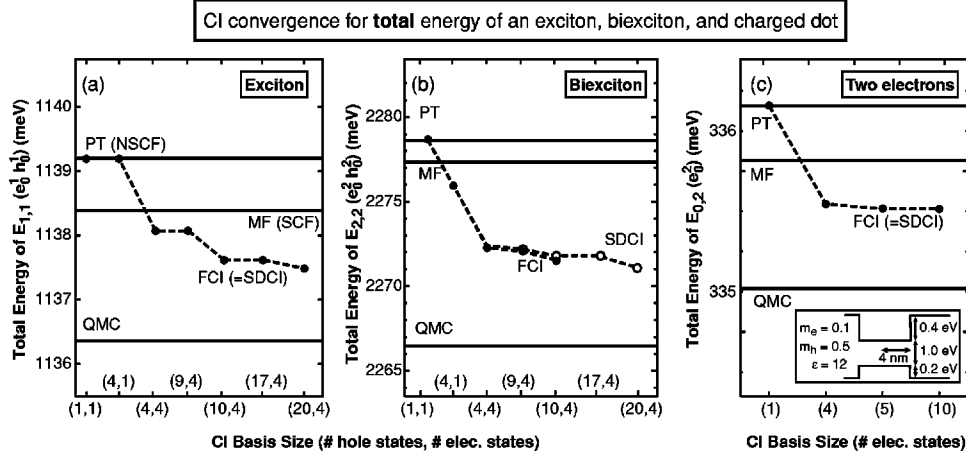 CI convergence for total energy of an exciton, biexciton, and charged dot
(a)
Exciton
Total Energy of E1,1 (e¹₀ h¹₀) (meV)
1140
1139
1138
1137
1136
PT (NSCF)
MF (SCF)
FCI (=SDCI)
QMC
(4,1) (9,4) (17,4)
(1,1) (4,4) (10,4) (20,4)
(b)
Biexciton
Total Energy of E2,2 (e²₀ h²₀) (meV)
2280
2275
2270
2265
PT
MF
SDCI
FCI
QMC
(4,1) (9,4) (17,4)
(1,1) (4,4) (10,4) (20,4)
CI Basis Size (# hole states, # elec. states)
(c)
Two electrons
Total Energy of E0,2 (e²₀) (meV)
336
335
PT
MF
FCI (=SDCI)
QMC
mₑ = 0.1
mₕ = 0.5
ε = 12
4 nm
0.4 eV
1.0 eV
0.2 eV
(1) (4) (5) (10)
CI Basis Size (# elec. states)